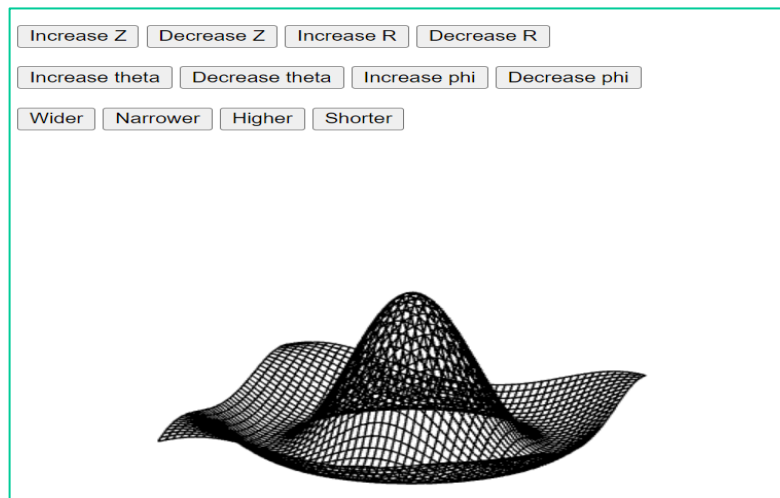 Increase Z Decrease Z Increase R Decrease R
Increase theta Decrease theta Increase phi Decrease phi
Wider Narrower Higher Shorter